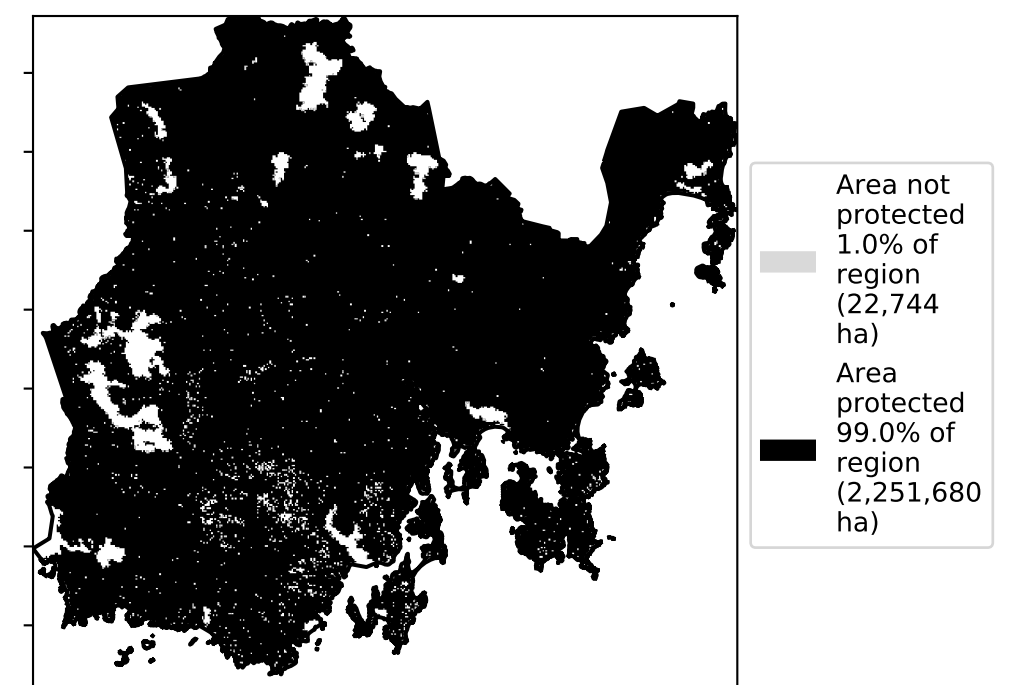 Area not
protected
1.0% of
region
(22,744
ha)
Area
protected
99.0% of
region
(2,251,680
ha)